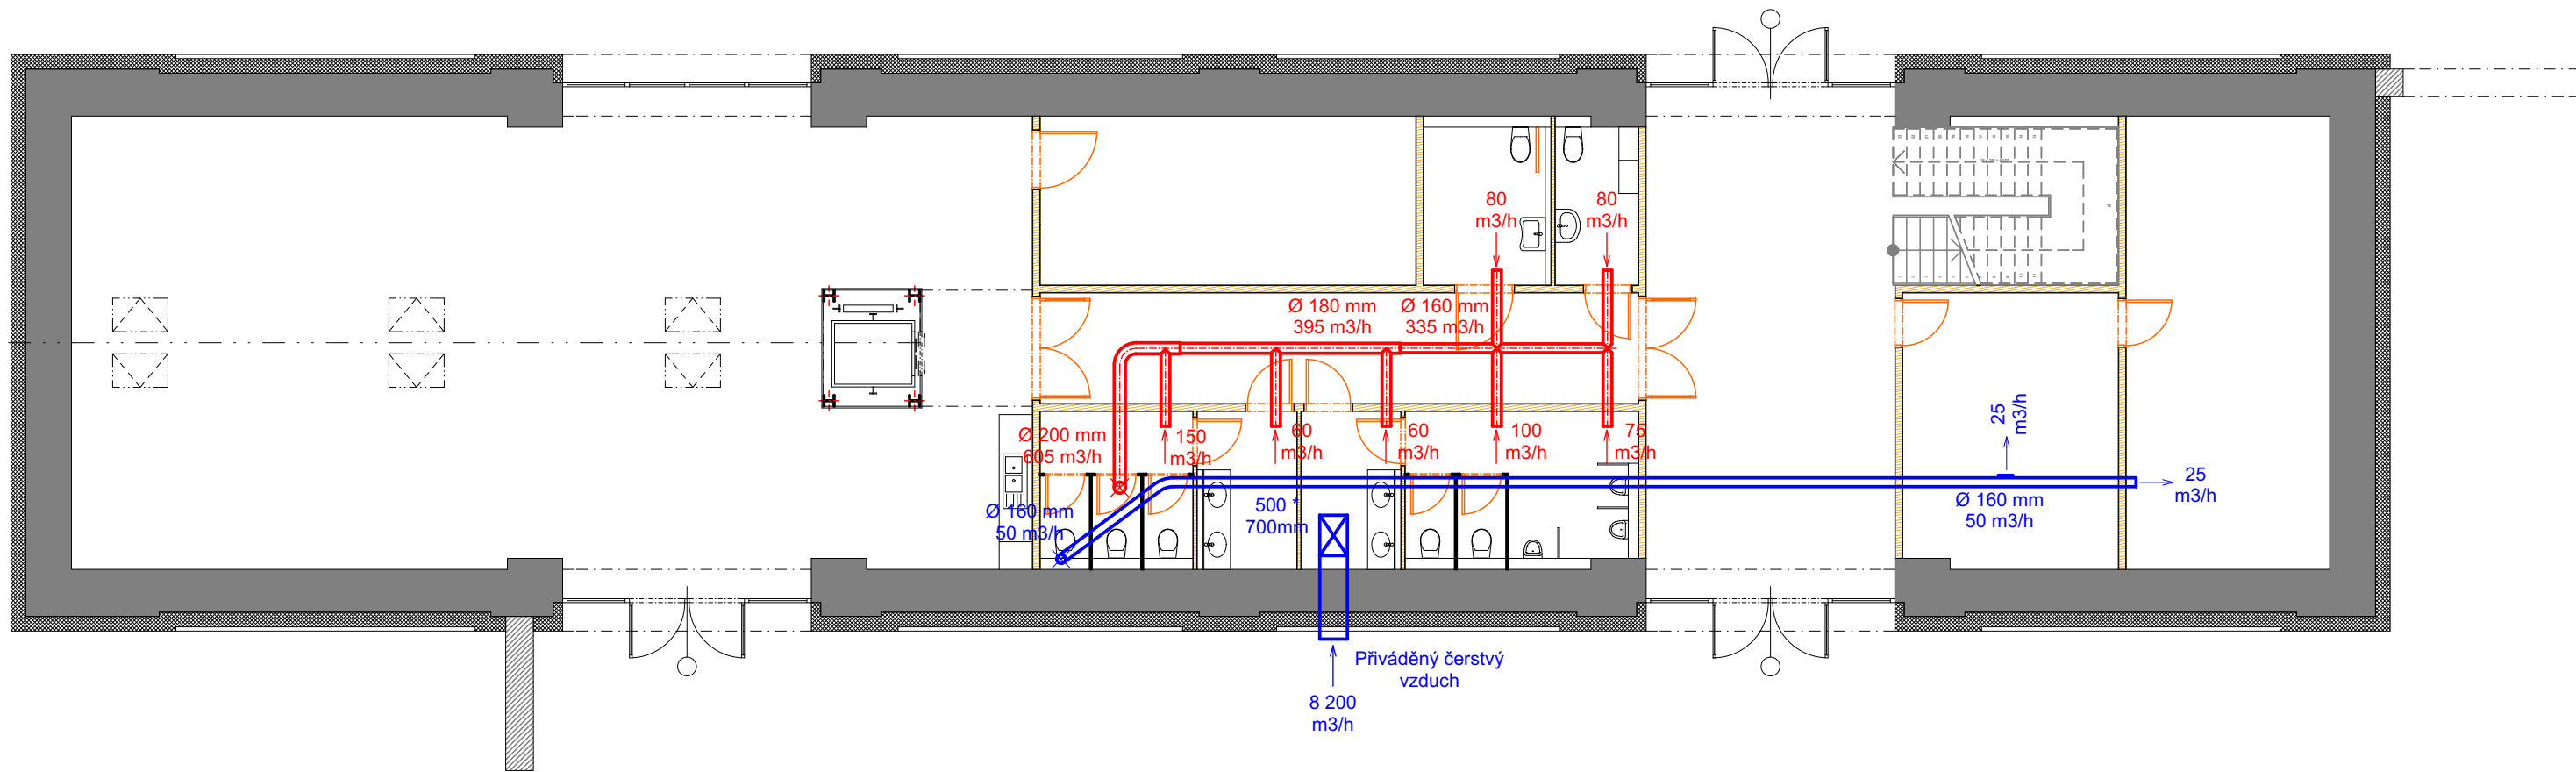 80
m3/h
80
m3/h
Ø 180 mm
395 m3/h
Ø 160 mm
335 m3/h
Ø 200 mm
605 m3/h
150
m3/h
60
m3/h
60
m3/h
100
m3/h
75
m3/h
25
m3/h
25
m3/h
Ø 160 mm
50 m3/h
500 *
700mm
Ø 160 mm
50 m3/h
Přiváděný čerstvý
vzduch
8 200
m3/h